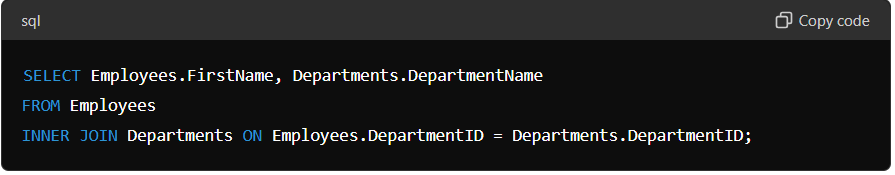 sql Copy code
SELECT Employees.FirstName, Departments.DepartmentName
FROM Employees
INNER JOIN Departments ON Employees.DepartmentID = Departments.DepartmentID;